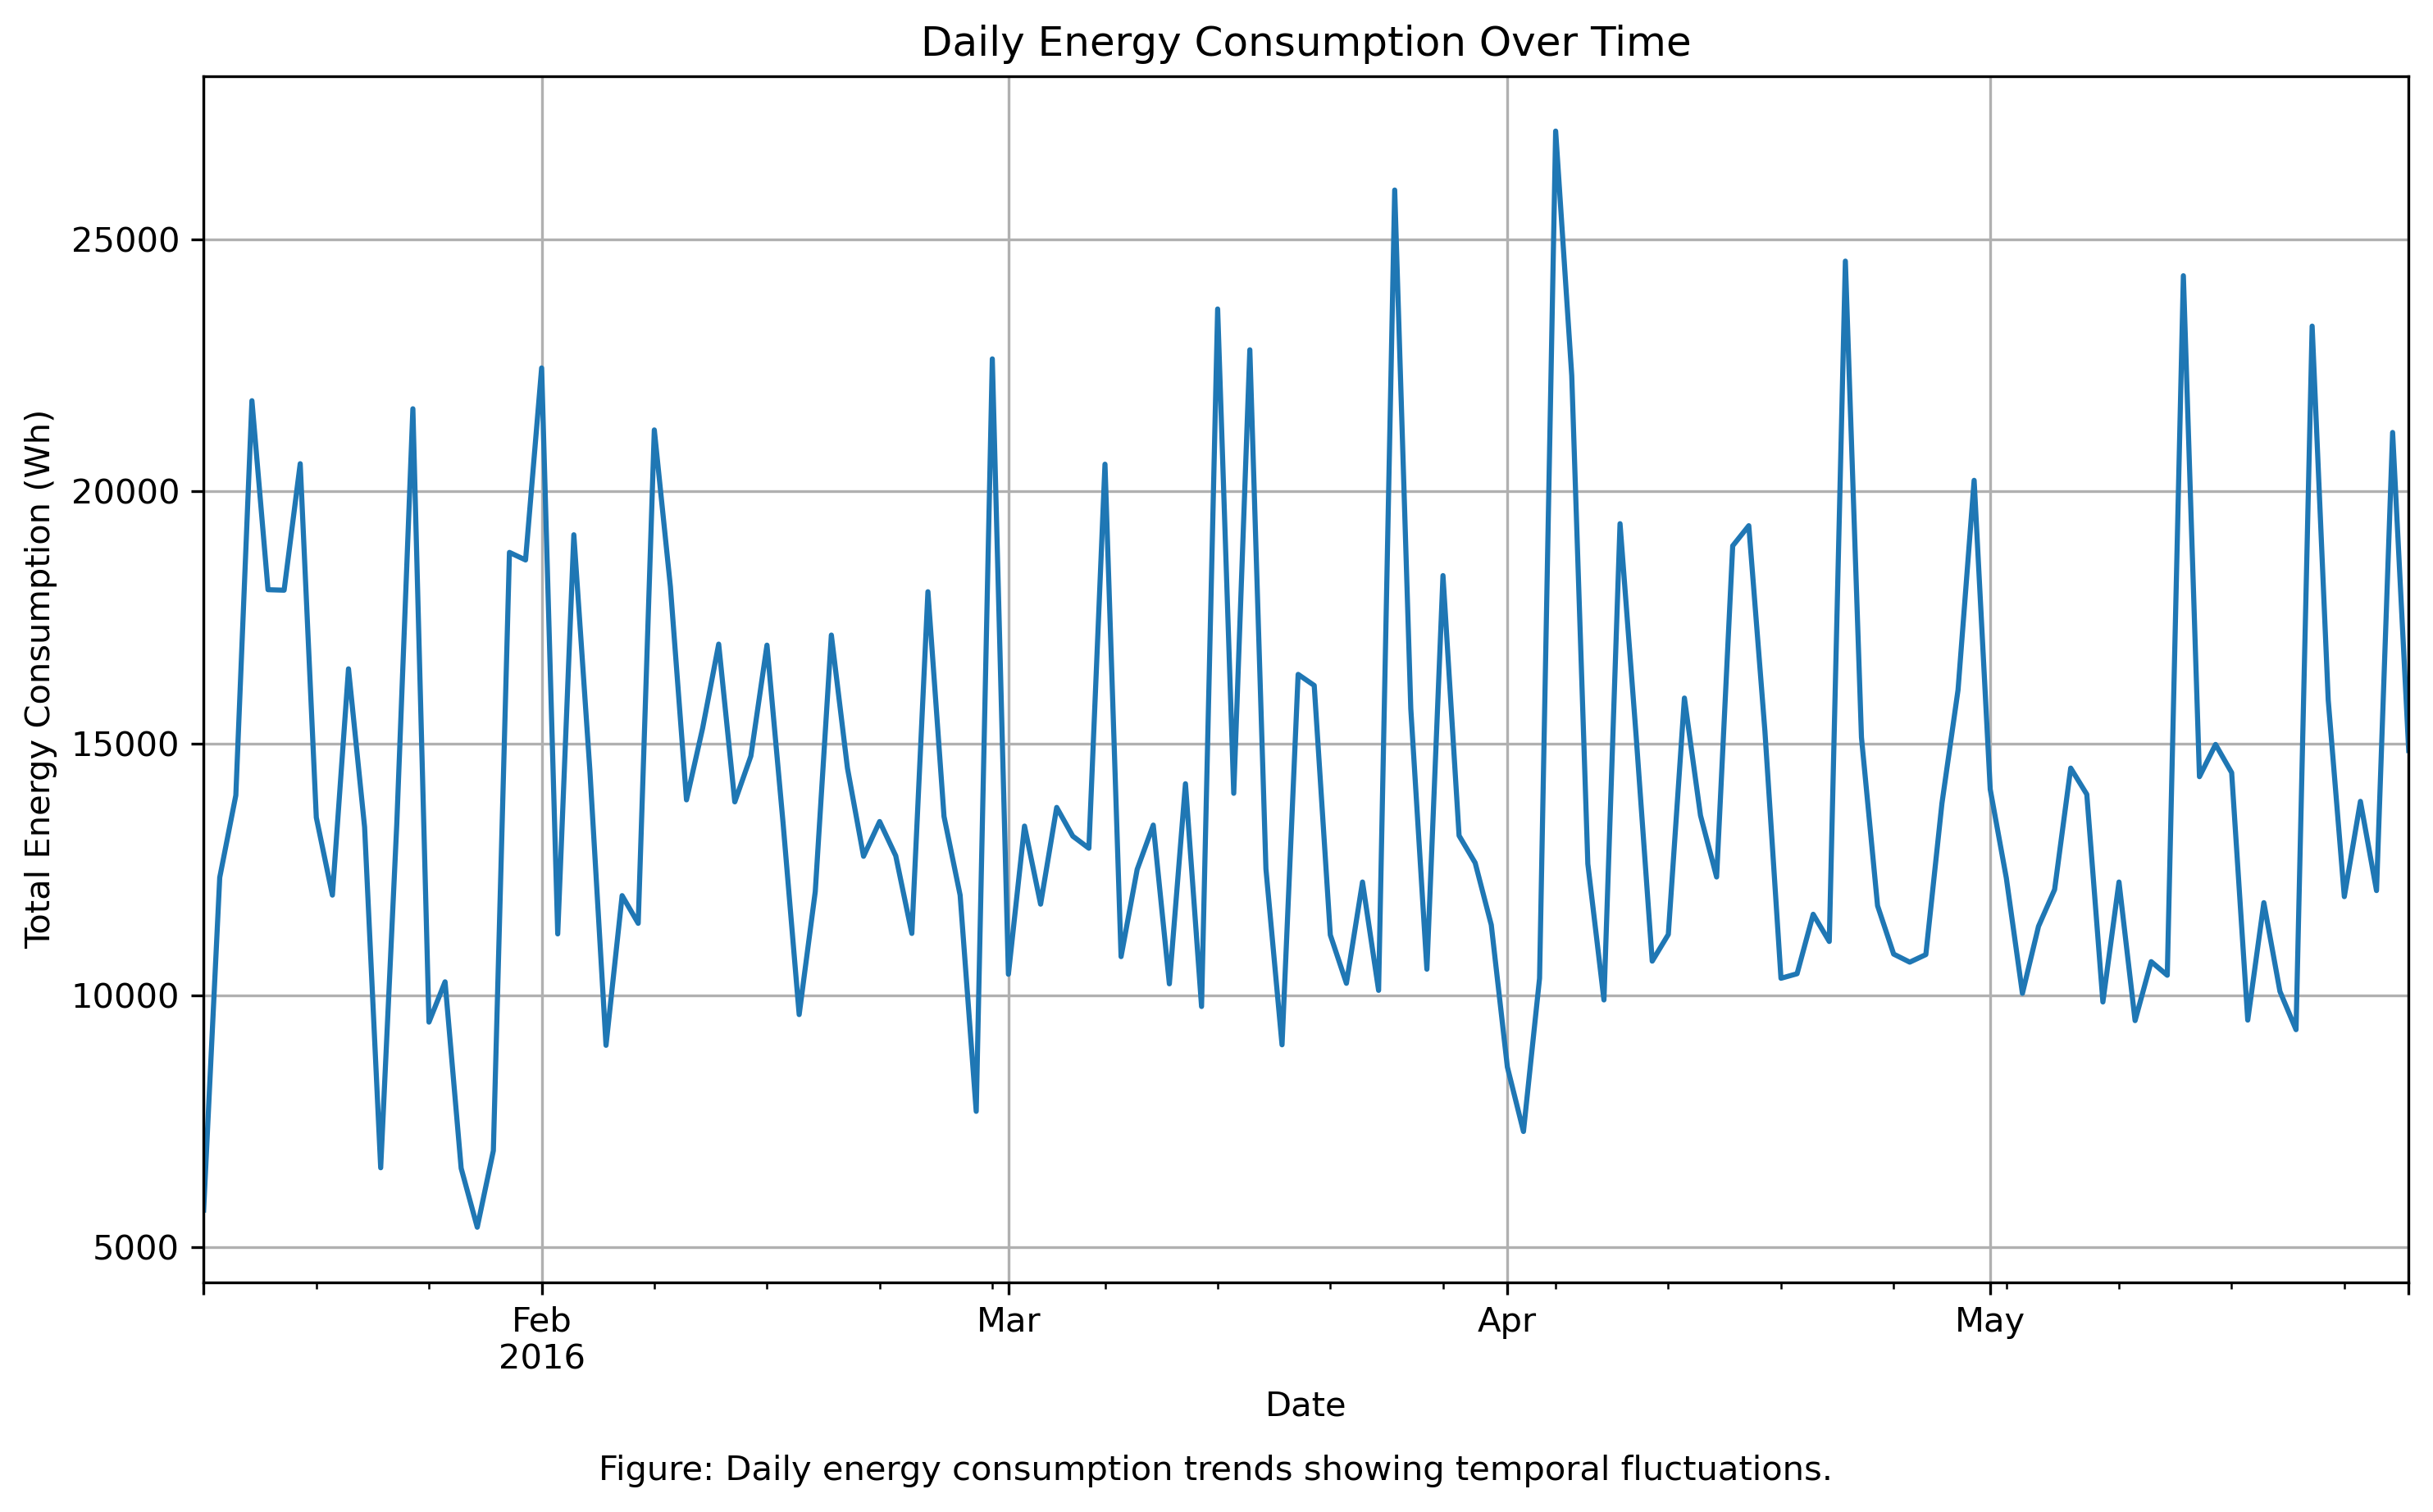 Daily Energy Consumption Over Time
Total Energy Consumption (Wh)
25000
20000
15000
10000
5000
Feb
2016
Mar
Apr
May
Date
Figure: Daily energy consumption trends showing temporal fluctuations.